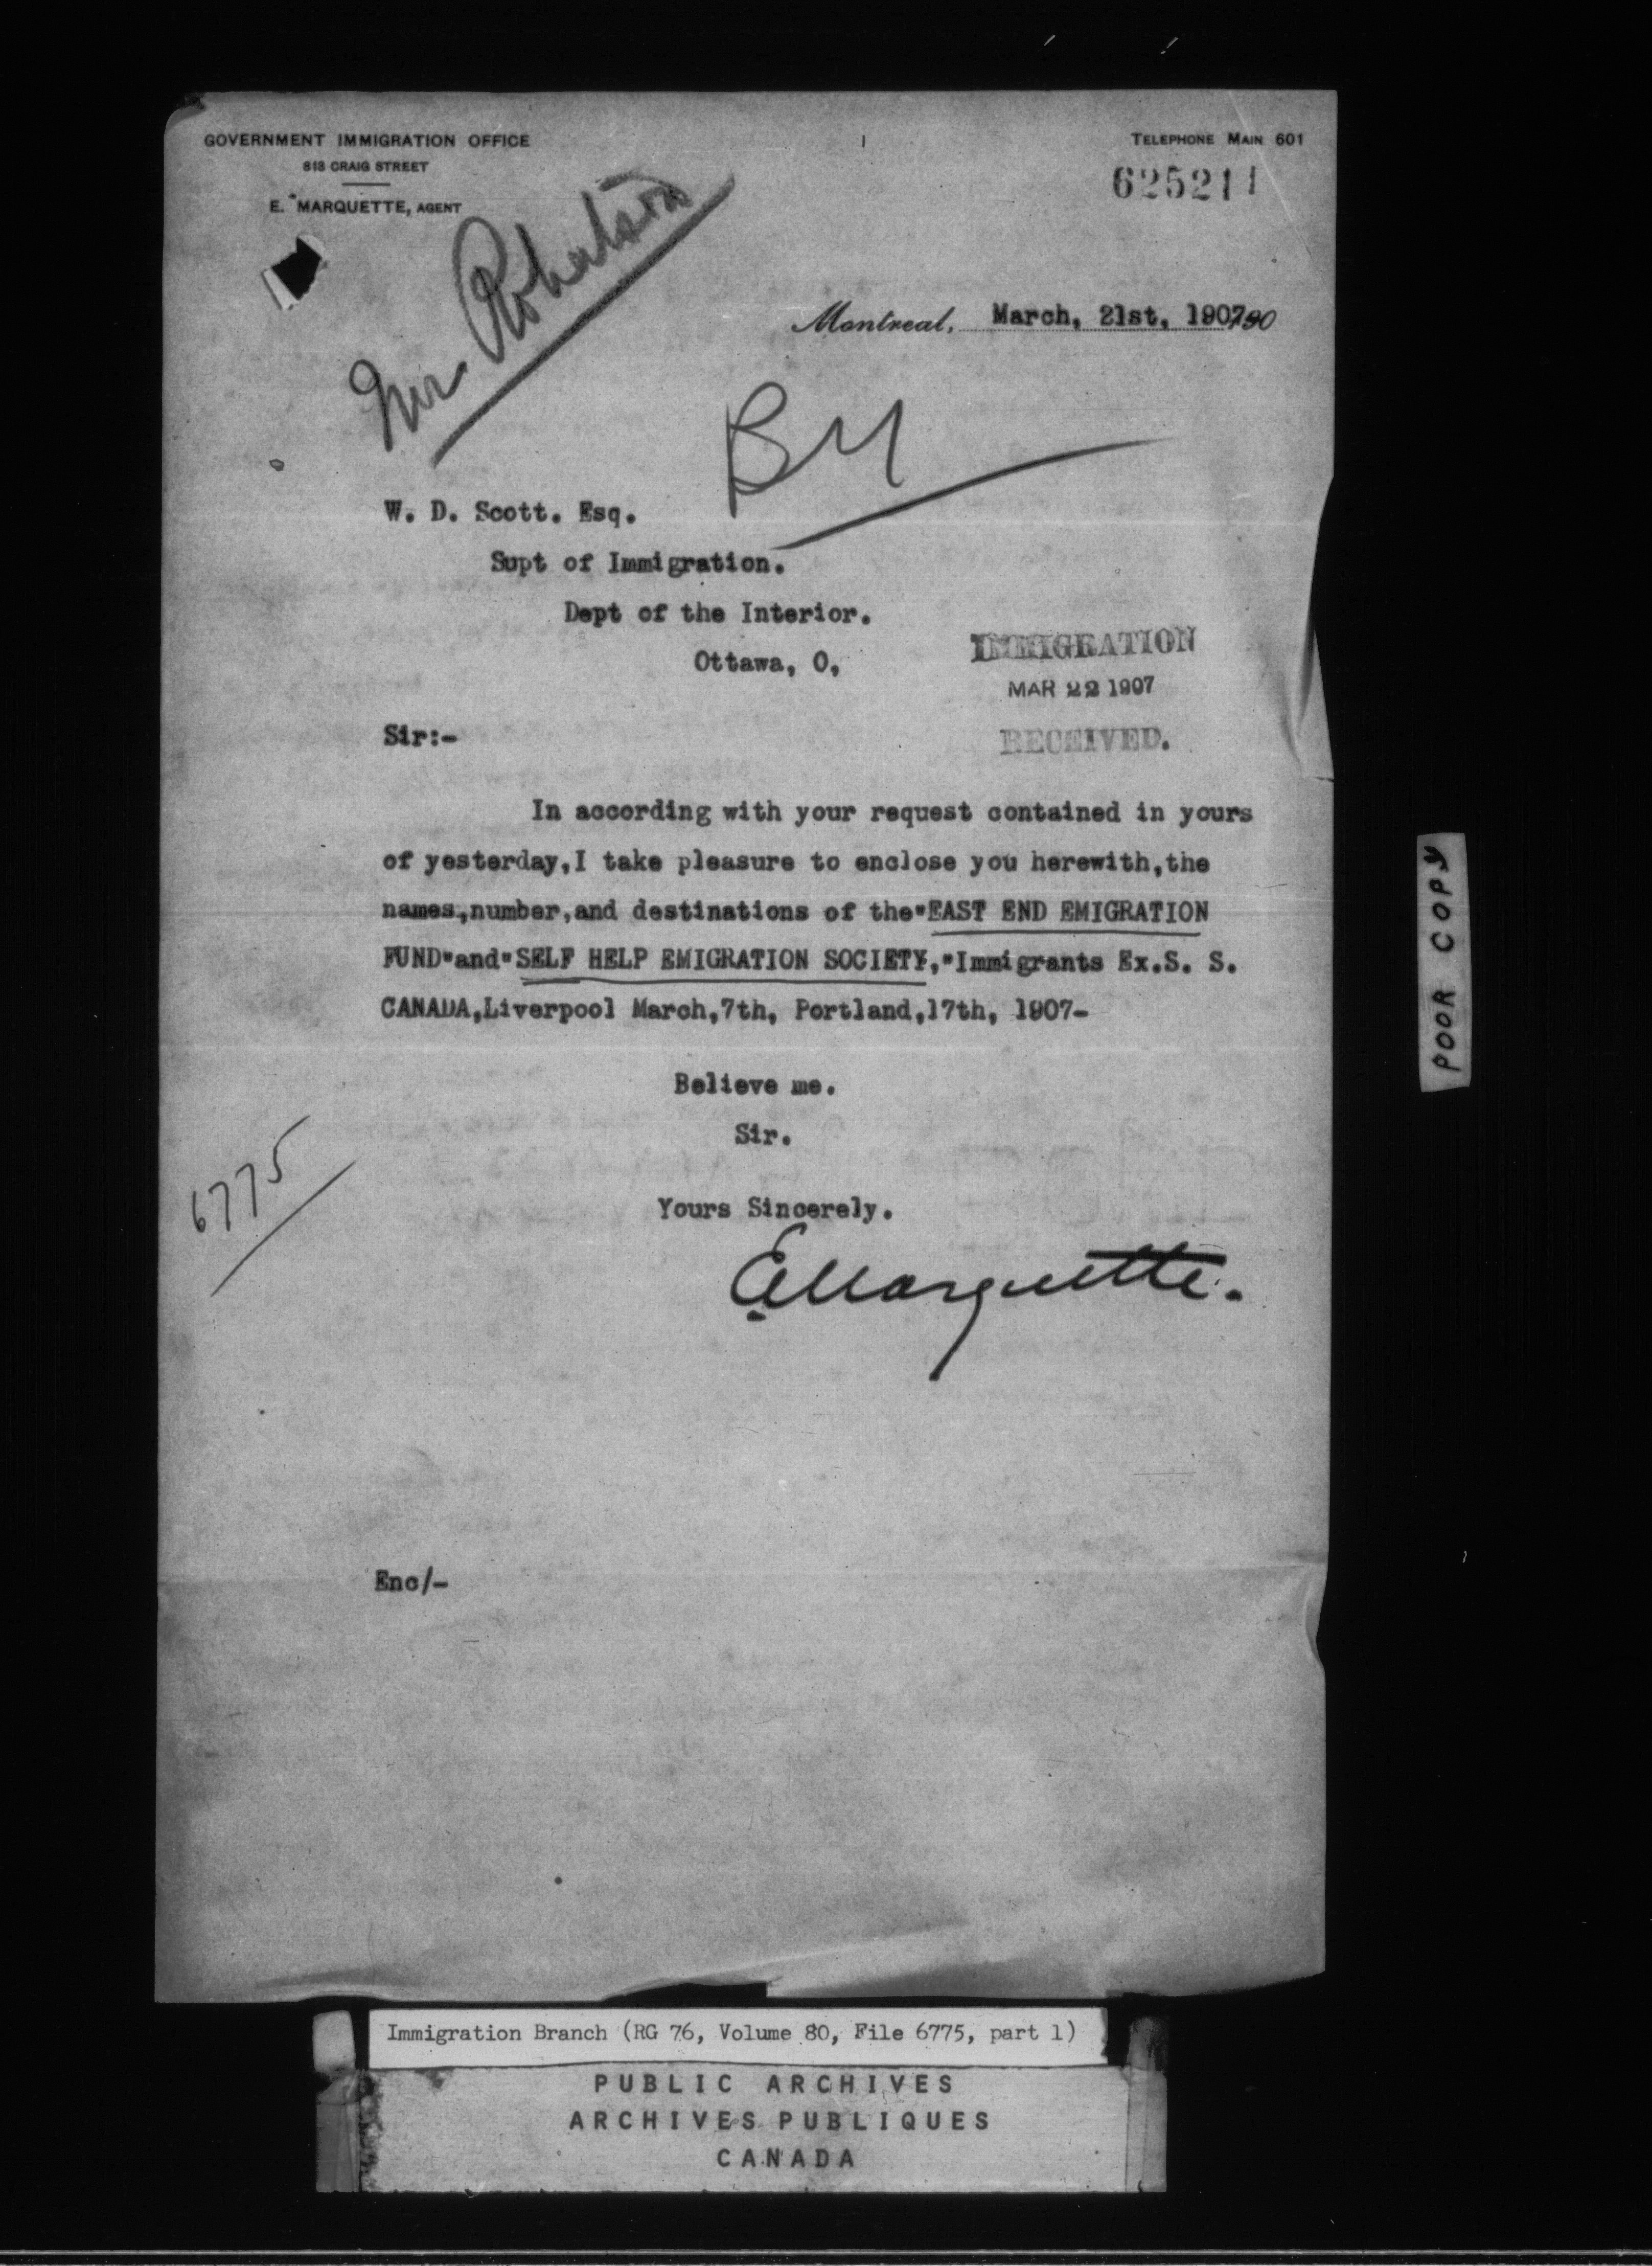 GOVERNMENT IMMIGRATION OFFICE
813 CRAIG STREET
E. MARQUETTE, AGENT
TELEPHONE MAIN 601
625211
Mr Robertson
Montreal, March, 21st, 190790
BM
W. D. Scott. Esq.
Supt of Immigration.
Dept of the Interior.
Ottawa, O,
IMMIGRATION
MAR 22 1907
RECEIVED.
Sir:-
In according with your request contained in yours
of yesterday,I take pleasure to enclose you herewith,the
names,number,and destinations of the"EAST END EMIGRATION
FUND"and"SELF HELP EMIGRATION SOCIETY,"Immigrants Ex.S. S.
CANADA,Liverpool March,7th, Portland,17th, 1907-
Believe me.
Sir.
6775
Yours Sincerely.
EMarquette.
Enc/-
POOR COPY
Immigration Branch (RG 76, Volume 80, File 6775, part 1)
PUBLIC ARCHIVES
ARCHIVES PUBLIQUES
CANADA